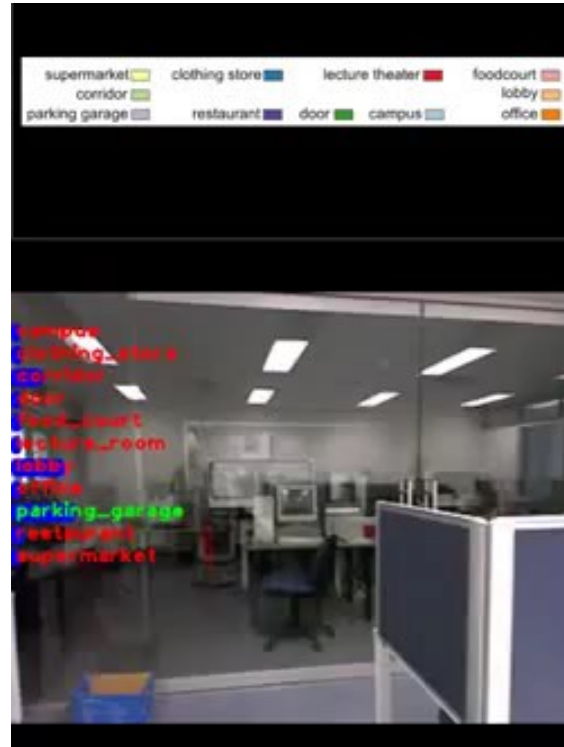 supermarket clothing store lecture theater foodcourt
corridor lobby
parking garage restaurant door campus office
campus
clothing_store
corridor
door
food_court
lecture_room
lobby
office
parking_garage
restaurant
supermarket